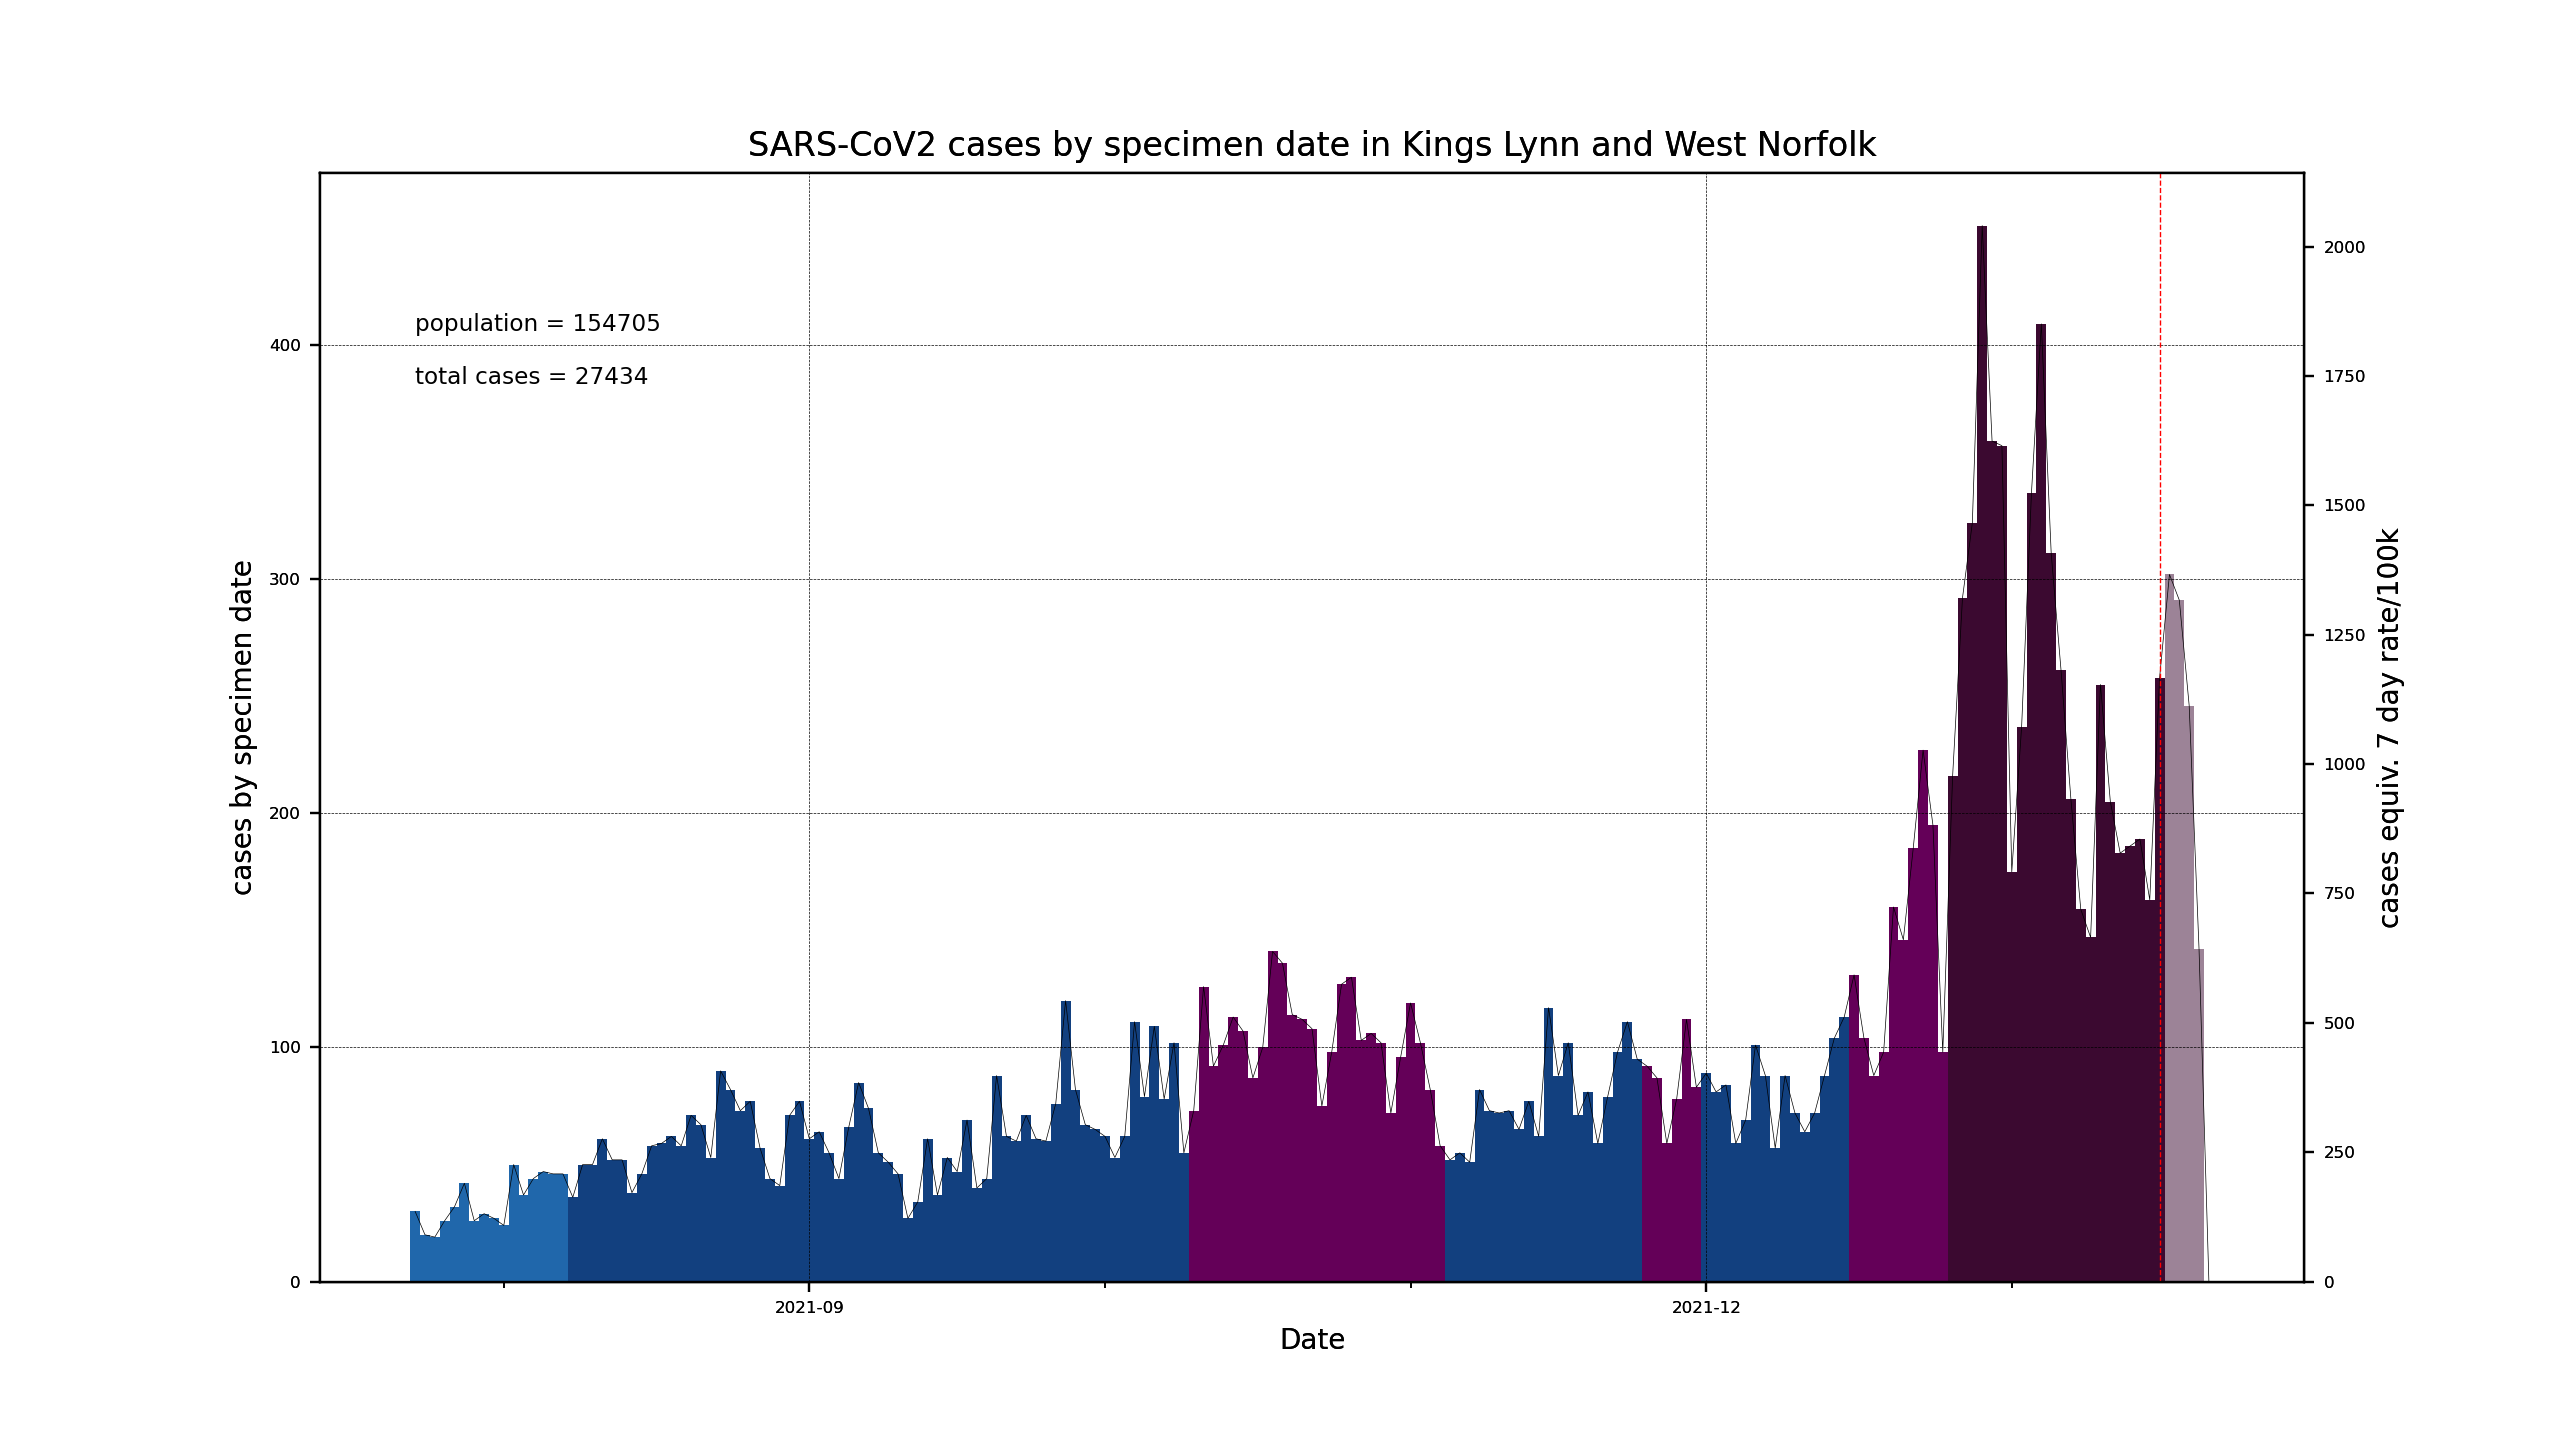 SARS-CoV2 cases by specimen date in Kings Lynn and West Norfolk
population = 154705
total cases = 27434
cases by specimen date
400
300
200
100
0
2000
1750
1500
1250
1000
750
500
250
0
cases equiv. 7 day rate/100k
2021-09
2021-12
Date